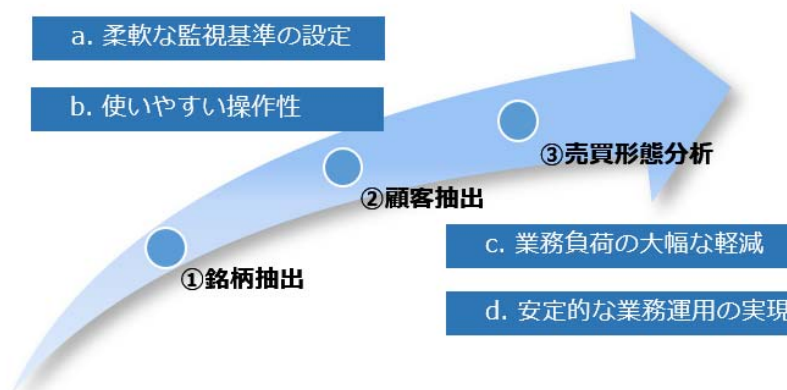 a. 柔軟な監視基準の設定
b. 使いやすい操作性
③売買形態分析
②顧客抽出
①銘柄抽出
c. 業務負荷の大幅な軽減
d. 安定的な業務運用の実現